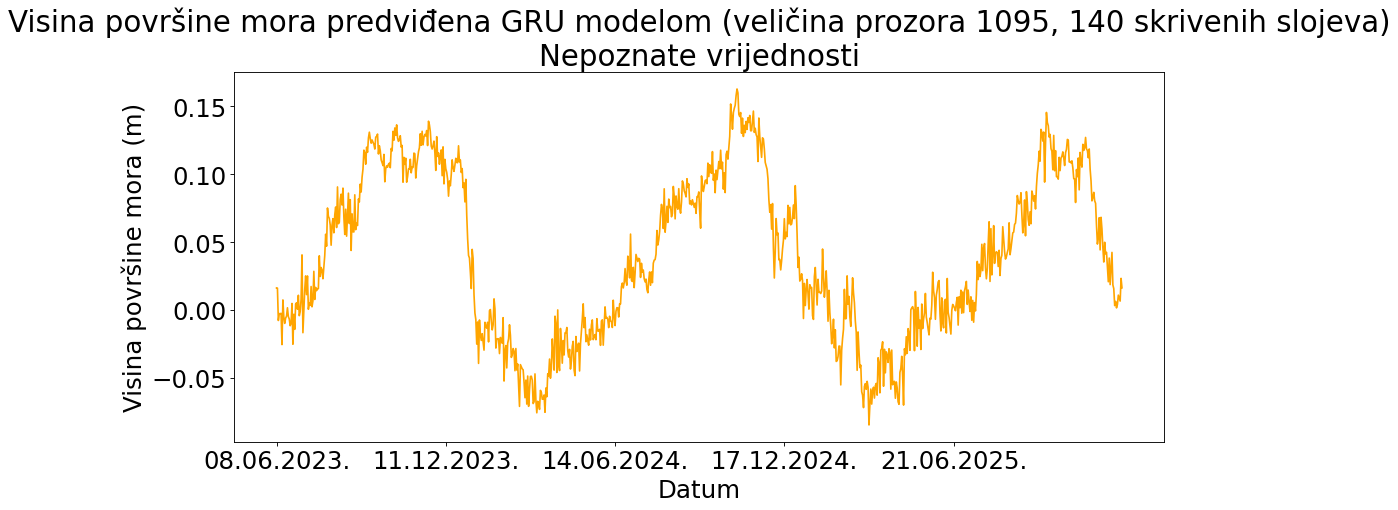 Visina površine mora predviđena GRU modelom (veličina prozora 1095, 140 skrivenih slojeva)
Nepoznate vrijednosti
Visina površine mora (m)
0.15
0.10
0.05
0.00
−0.05
08.06.2023. 11.12.2023. 14.06.2024. 17.12.2024. 21.06.2025.
Datum